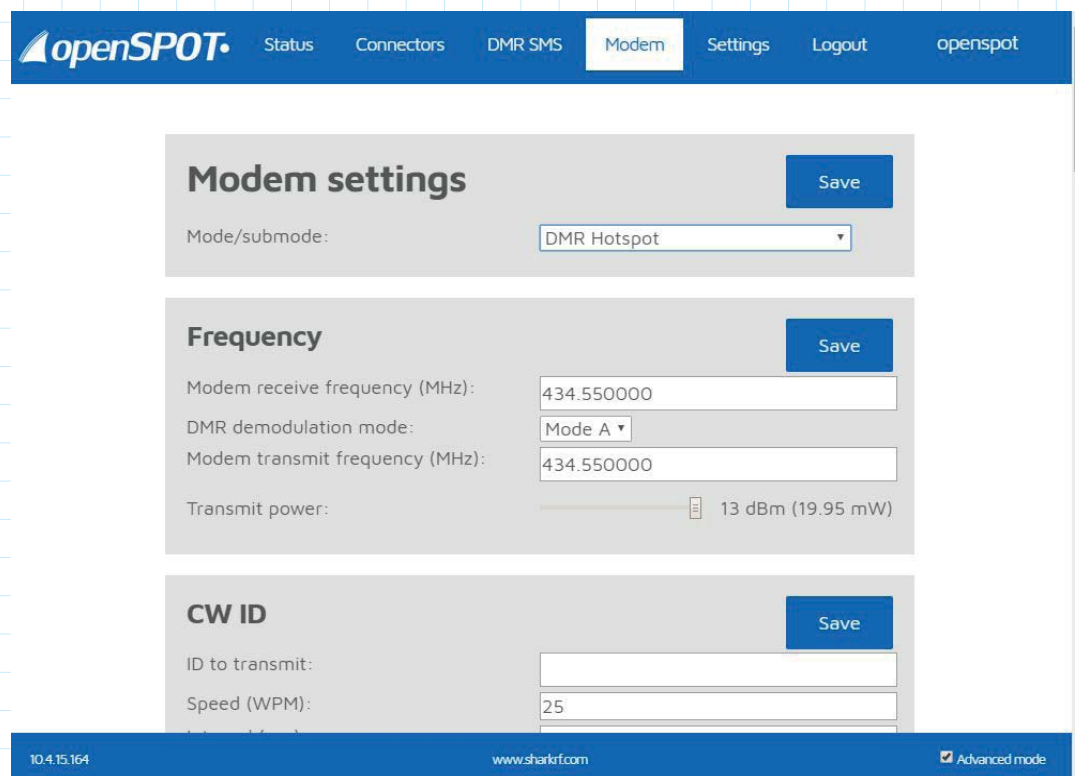 openSPOT Status Connectors DMR SMS Modem Settings Logout openspot
Modem settings
Save
Mode/submode: DMR Hotspot
Frequency
Save
Modem receive frequency (MHz): 434.550000
DMR demodulation mode: Mode A
Modem transmit frequency (MHz): 434.550000
Transmit power: 13 dBm (19.95 mW)
CW ID
Save
ID to transmit:
Speed (WPM): 25
10.4.15.164 www.sharkrf.com Advanced mode